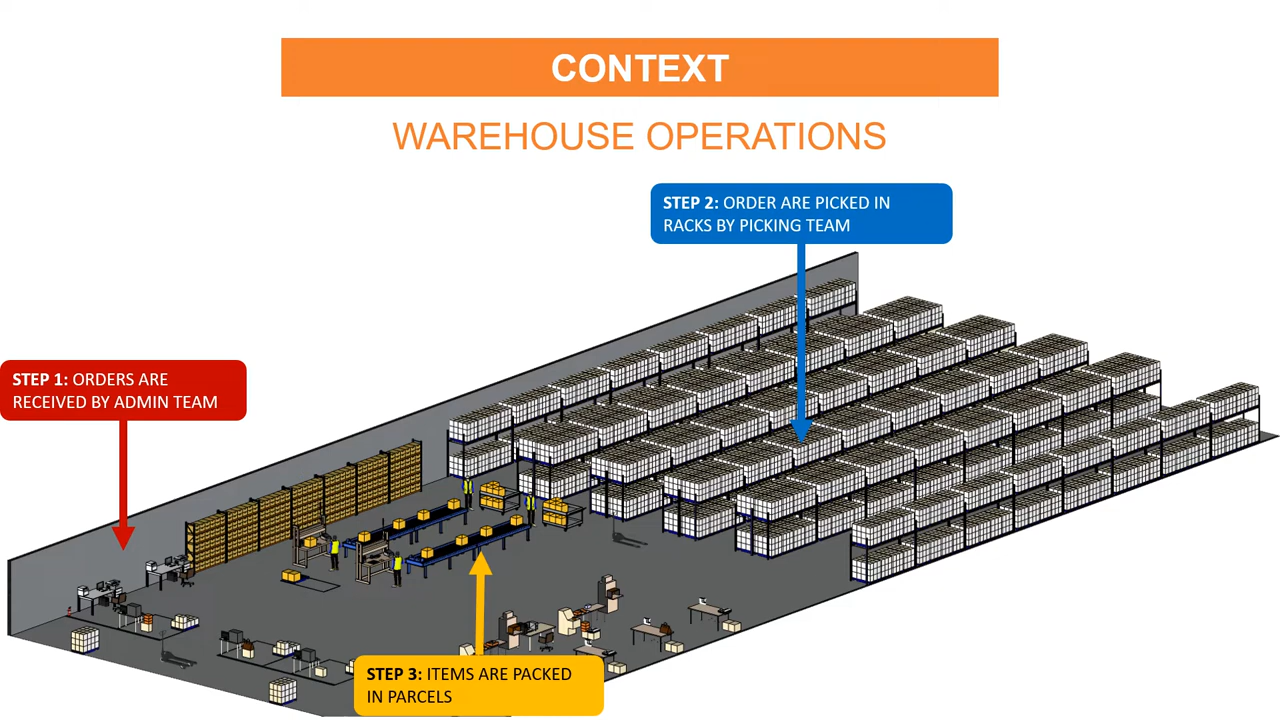 CONTEXT
WAREHOUSE OPERATIONS
STEP 2: ORDER ARE PICKED IN
RACKS BY PICKING TEAM
STEP 1: ORDERS ARE
RECEIVED BY ADMIN TEAM
STEP 3: ITEMS ARE PACKED
IN PARCELS